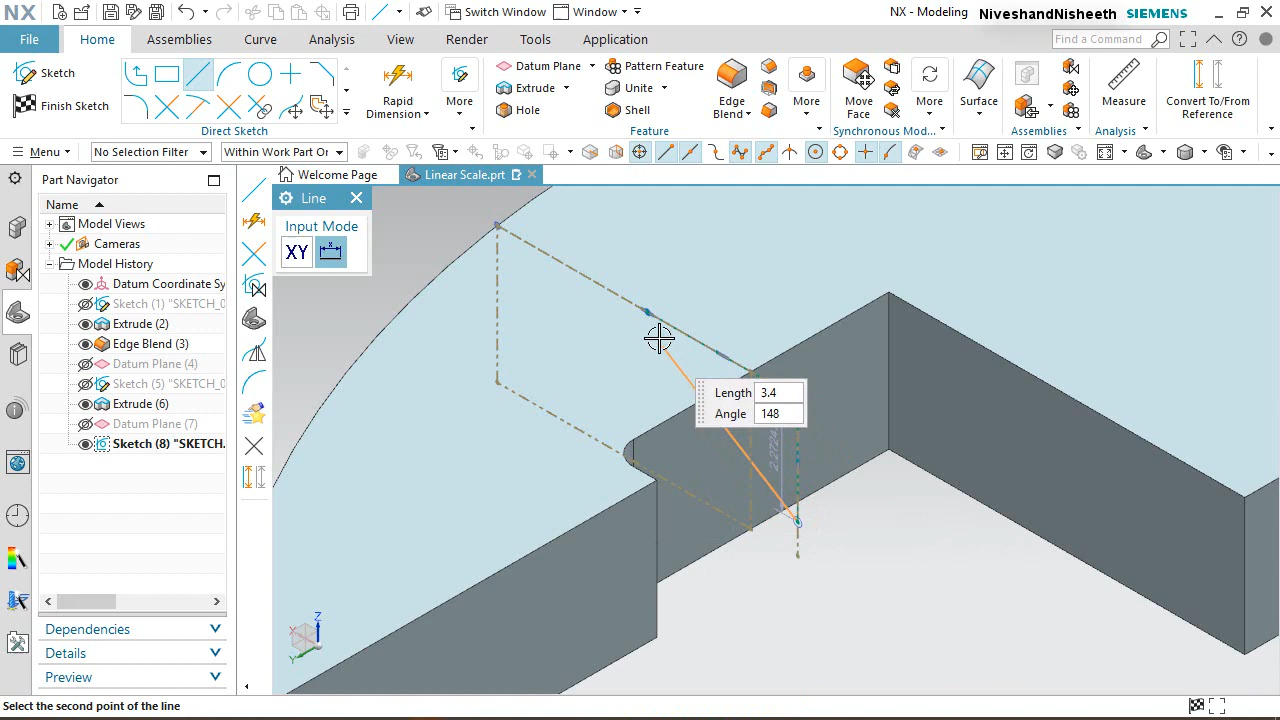 NX
Switch Window
Window
NX - Modeling
NiveshandNisheeth SIEMENS
File
Home
Assemblies
Curve
Analysis
View
Render
Tools
Application
Find a Command
Sketch
Finish Sketch
Direct Sketch
Rapid
Dimension
More
Datum Plane
Extrude
Hole
Pattern Feature
Unite
Shell
Edge
Blend
More
Feature
Move
Face
More
Synchronous Mod...
Surface
Assemblies
Measure
Analysis
Convert To/From
Reference
Menu
No Selection Filter
Within Work Part Or
Part Navigator
Welcome Page
Linear Scale.prt
Name
Model Views
Cameras
Model History
Datum Coordinate Sy
Sketch (1) "SKETCH_0
Extrude (2)
Edge Blend (3)
Datum Plane (4)
Sketch (5) "SKETCH_0
Extrude (6)
Datum Plane (7)
Sketch (8) "SKETCH.
Dependencies
Details
Preview
Line
Input Mode
XY
Length 3.4
Angle 148
Z
X
Y
Select the second point of the line